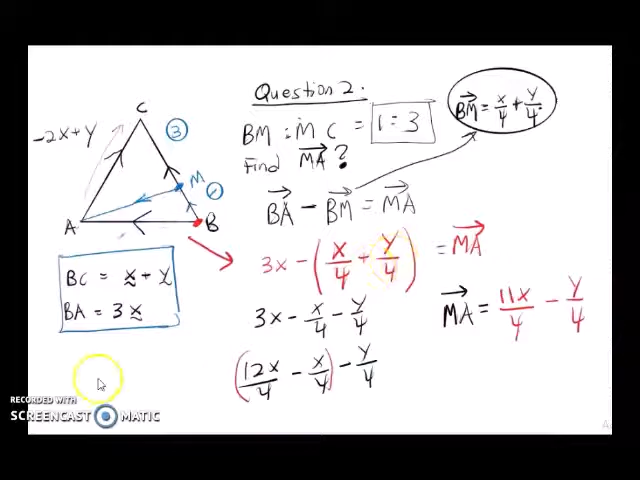 Question 2.
BM : MC = 1:3
Find MA?
BM = x/4 + y/4
C
-2x+y
3
M
1
A
B
BA - BM = MA
BC = x + y
BA = 3x
3x - (x/4 + y/4) = MA
3x - x/4 - y/4
MA = 11x/4 - y/4
(12x/4 - x/4) - y/4
RECORDED WITH
SCREENCAST MATIC